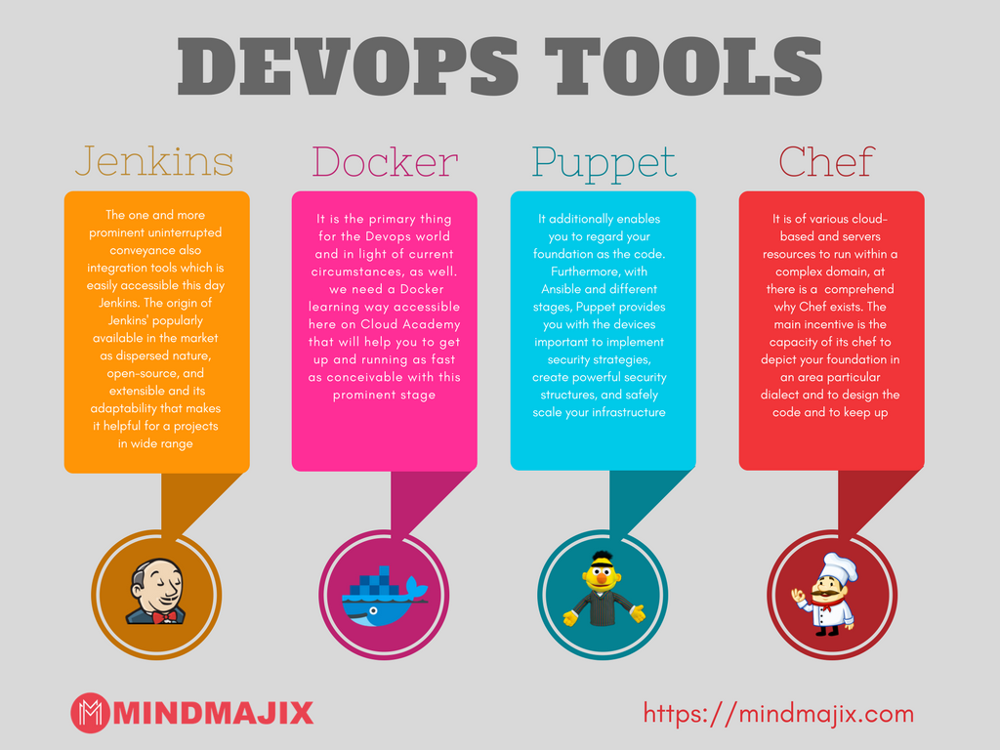 DEVOPS TOOLS
Jenkins
The one and more
prominent uninterrupted
conveyance also
integration tools which is
easily accessible this day
Jenkins. The origin of
Jenkins' popularly
available in the market
as dispersed nature,
open-source, and
extensible and its
adaptability that makes
it helpful for a projects
in wide range
Docker
It is the primary thing
for the Devops world
and in light of current
circumstances, as well.
we need a Docker
learning way accessible
here on Cloud Academy
that will help you to get
up and running as fast
as conceivable with this
prominent stage
Puppet
It additionally enables
you to regard your
foundation as the code.
Furthermore, with
Ansible and different
stages, Puppet provides
you with the devices
important to implement
security strategies,
create powerful security
structures, and safely
scale your infrastructure
Chef
It is of various cloud-
based and servers
resources to run within a
complex domain, at
there is a comprehend
why Chef exists. The
main incentive is the
capacity of its chef to
depict your foundation in
an area particular
dialect and to design the
code and to keep up
MINDMAJIX
https://mindmajix.com